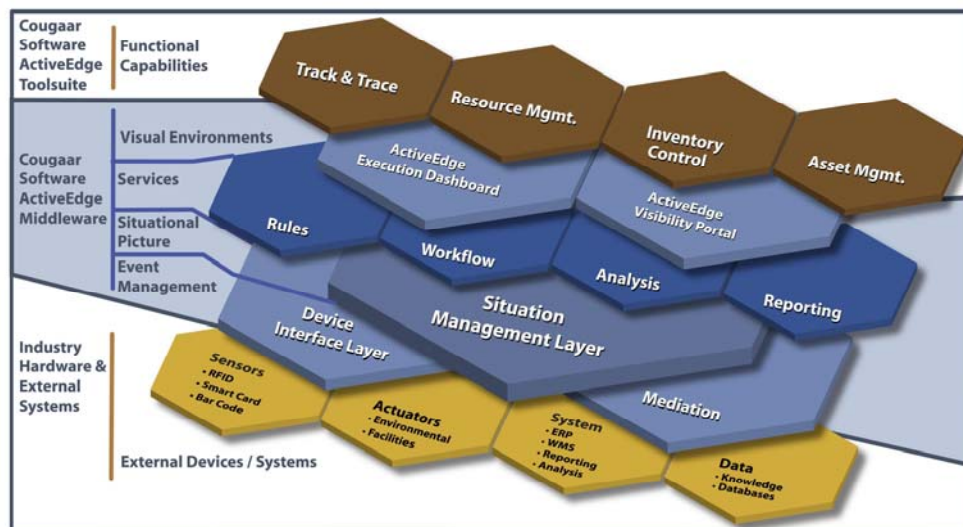 Cougaar
Software
ActiveEdge
Toolsuite
Functional
Capabilities
Track & Trace
Resource Mgmt.
Inventory
Control
Asset Mgmt.
Cougaar
Software
ActiveEdge
Middleware
Visual Environments
Services
Situational
Picture
Event
Management
ActiveEdge
Execution Dashboard
ActiveEdge
Visibility Portal
Rules
Workflow
Analysis
Reporting
Device
Interface Layer
Situation
Management Layer
Mediation
Industry
Hardware &
External
Systems
External Devices / Systems
Sensors
• RFID
• Smart Card
• Bar Code
Actuators
• Environmental
• Facilities
System
• ERP
• WMS
• Reporting
• Analysis
Data
• Knowledge
• Databases